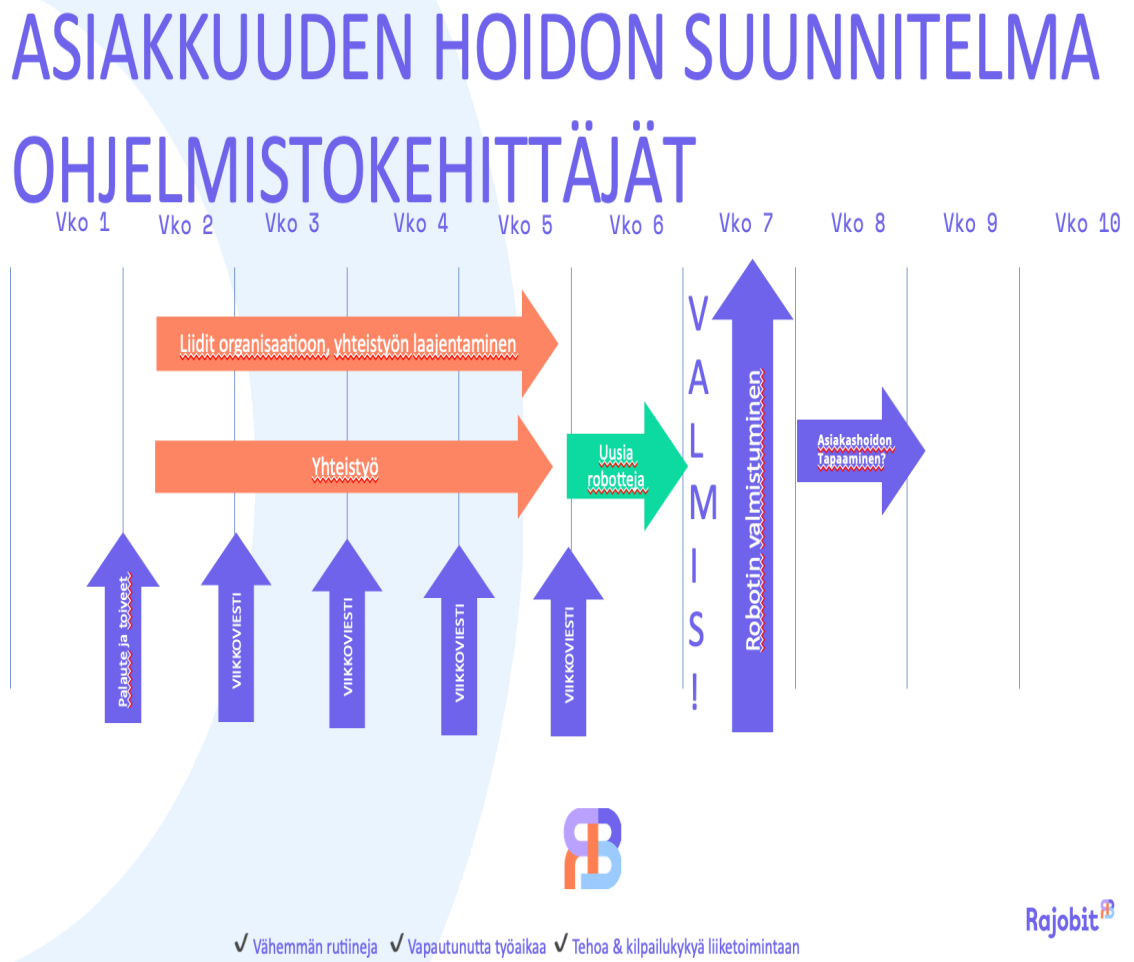 ASIAKKUUDEN HOIDON SUUNNITELMA
OHJELMISTOKEHITTÄJÄT
Vko 1 Vko 2 Vko 3 Vko 4 Vko 5 Vko 6 Vko 7 Vko 8 Vko 9 Vko 10
Liidit organisaatioon, yhteistyön laajentaminen
Yhteistyö
Uusia
robotteja
VALMIS!
Robotin valmistuminen
Asiakashoidon
Tapaaminen?
Palaute ja toiveet
VIIKKOVIESTI
VIIKKOVIESTI
VIIKKOVIESTI
VIIKKOVIESTI
Rajobit
✓ Vähemmän rutiineja ✓ Vapautunutta työaikaa ✓ Tehoa & kilpailukykyä liiketoimintaan